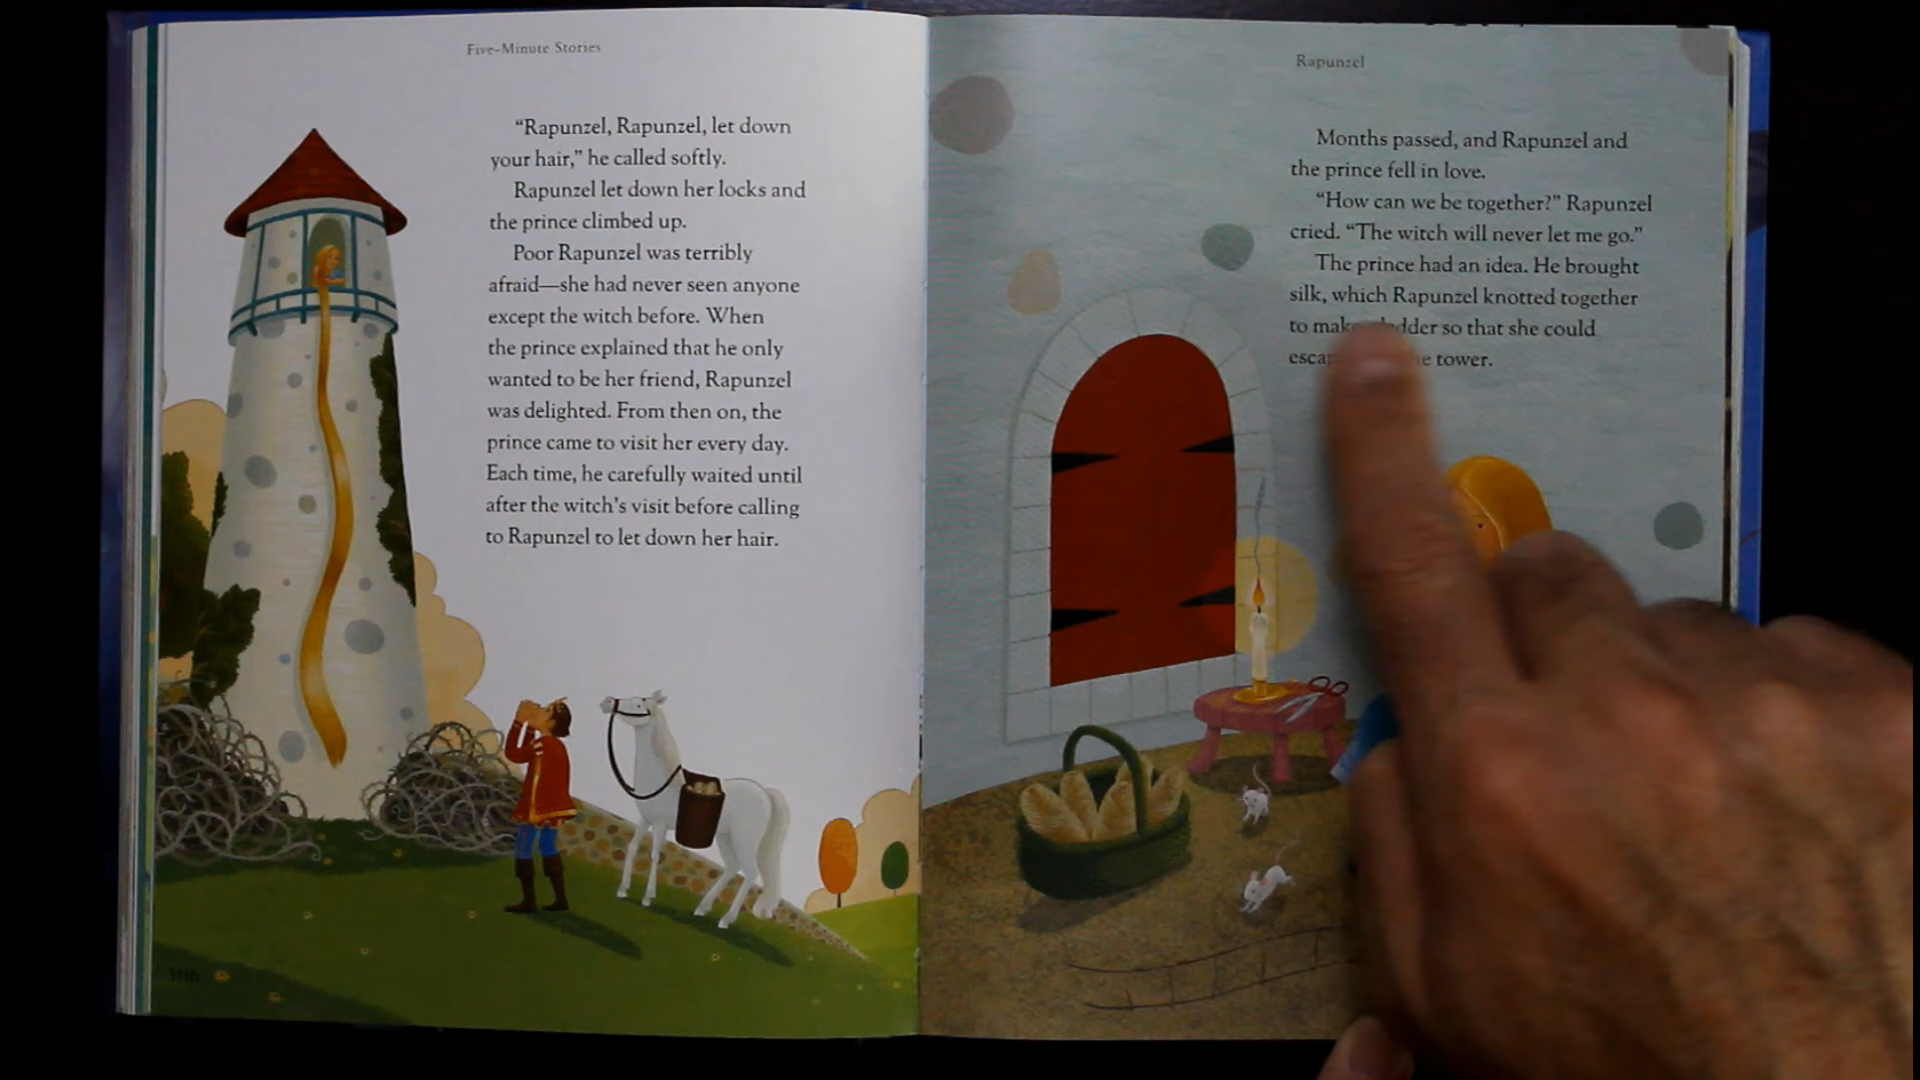 Five-Minute Stories
“Rapunzel, Rapunzel, let down
your hair,” he called softly.
Rapunzel let down her locks and
the prince climbed up.
Poor Rapunzel was terribly
afraid—she had never seen anyone
except the witch before. When
the prince explained that he only
wanted to be her friend, Rapunzel
was delighted. From then on, the
prince came to visit her every day.
Each time, he carefully waited until
after the witch’s visit before calling
to Rapunzel to let down her hair.
Rapunzel
Months passed, and Rapunzel and
the prince fell in love.
“How can we be together?” Rapunzel
cried. “The witch will never let me go.”
The prince had an idea. He brought
silk, which Rapunzel knotted together
to make so that she could
tower.